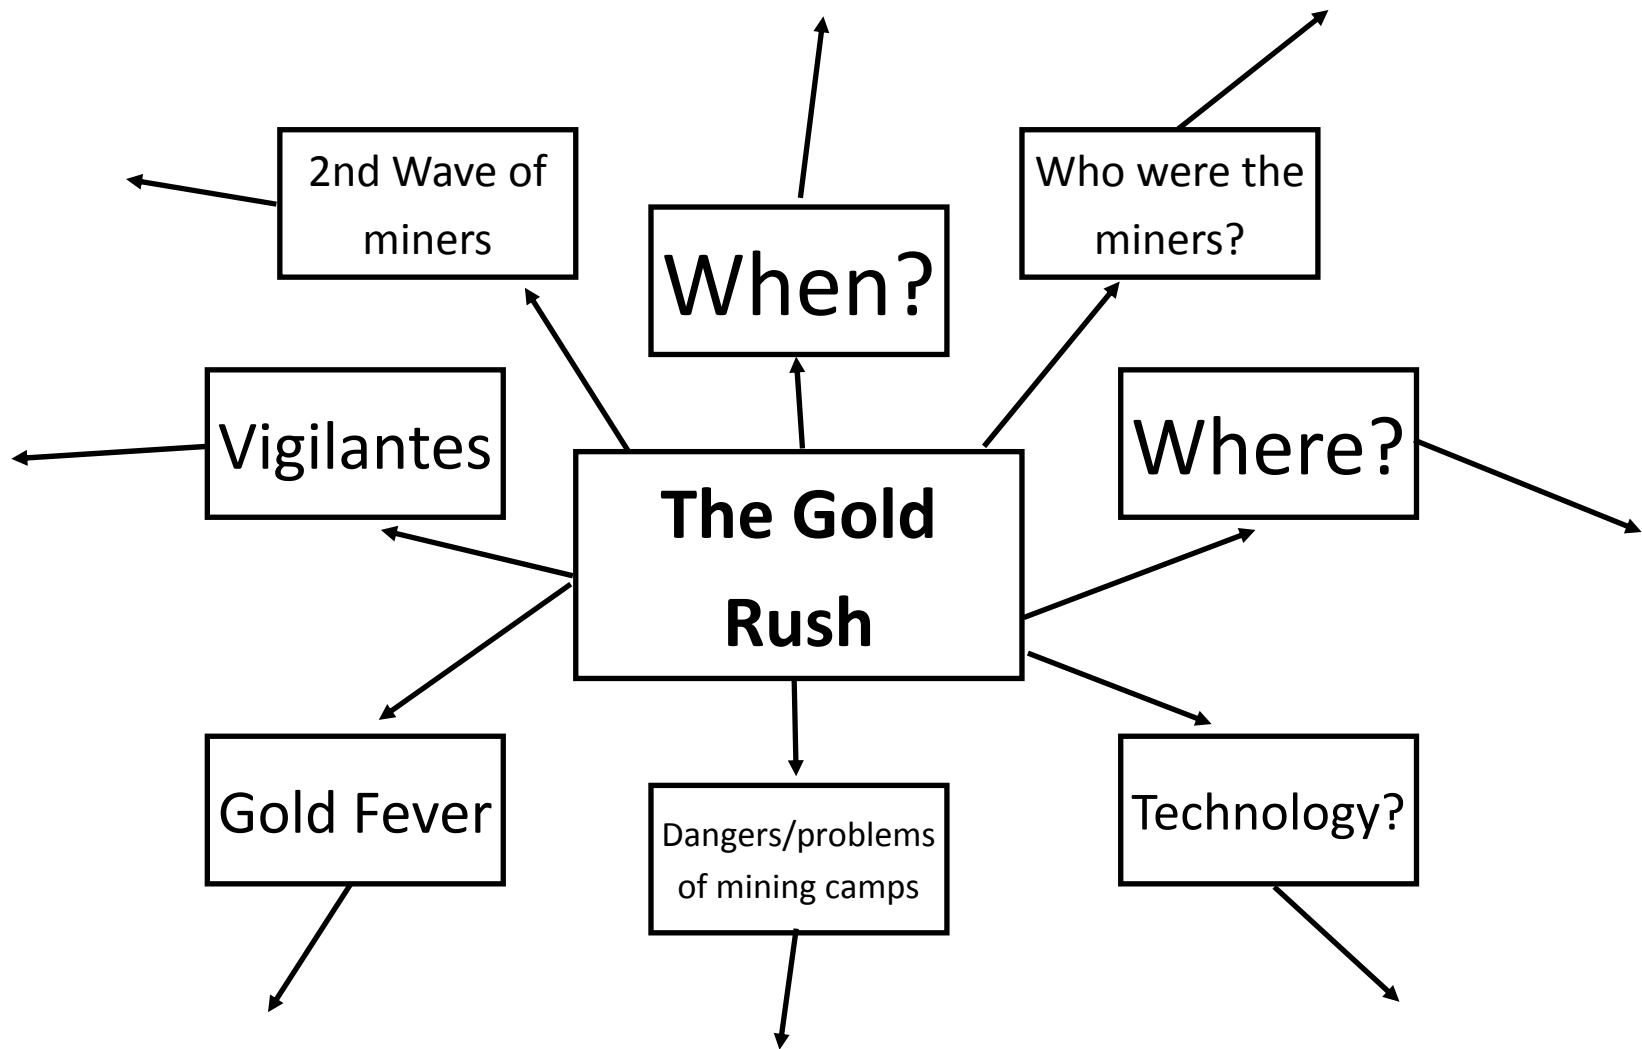 2nd Wave of
miners
When?
Who were the
miners?
Vigilantes
Where?
The Gold
Rush
Gold Fever
Dangers/problems
of mining camps
Technology?